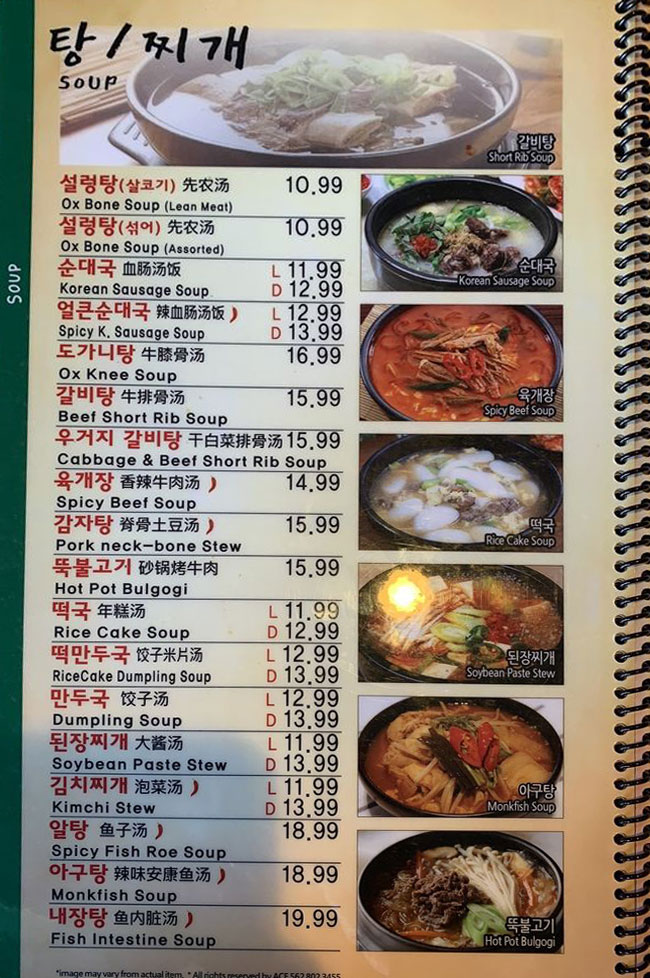 탕/찌개
SOUP
갈비탕
Short Rib Soup
SOUP
설렁탕(살코기) 先农汤 10.99
Ox Bone Soup (Lean Meat)
설렁탕(섞어) 先农汤 10.99
Ox Bone Soup (Assorted)
순대국 血肠汤饭 L 11.99
Korean Sausage Soup D 12.99
얼큰순대국 辣血肠汤饭 L 12.99
Spicy K. Sausage Soup D 13.99
도가니탕 牛膝骨汤 16.99
Ox Knee Soup
갈비탕 牛排骨汤 15.99
Beef Short Rib Soup
우거지 갈비탕 干白菜排骨汤 15.99
Cabbage & Beef Short Rib Soup
육개장 香辣牛肉汤 14.99
Spicy Beef Soup
감자탕 脊骨土豆汤 15.99
Pork neck-bone Stew
뚝불고기 砂锅烤牛肉 15.99
Hot Pot Bulgogi
떡국 年糕汤 L 11.99
Rice Cake Soup D 12.99
떡만두국 饺子米片汤 L 12.99
RiceCake Dumpling Soup D 13.99
만두국 饺子汤 L 12.99
Dumpling Soup D 13.99
된장찌개 大酱汤 L 11.99
Soybean Paste Stew D 13.99
김치찌개 泡菜汤 L 11.99
Kimchi Stew D 13.99
알탕 鱼子汤 18.99
Spicy Fish Roe Soup
아구탕 辣味安康鱼汤 18.99
Monkfish Soup
내장탕 鱼内脏汤 19.99
Fish Intestine Soup
순대국
Korean Sausage Soup
육개장
Spicy Beef Soup
떡국
Rice Cake Soup
된장찌개
Soybean Paste Stew
아구탕
Monkfish Soup
뚝불고기
Hot Pot Bulgogi
*image may vary from actual item. * All rights reserved by ACE 562.802.3455